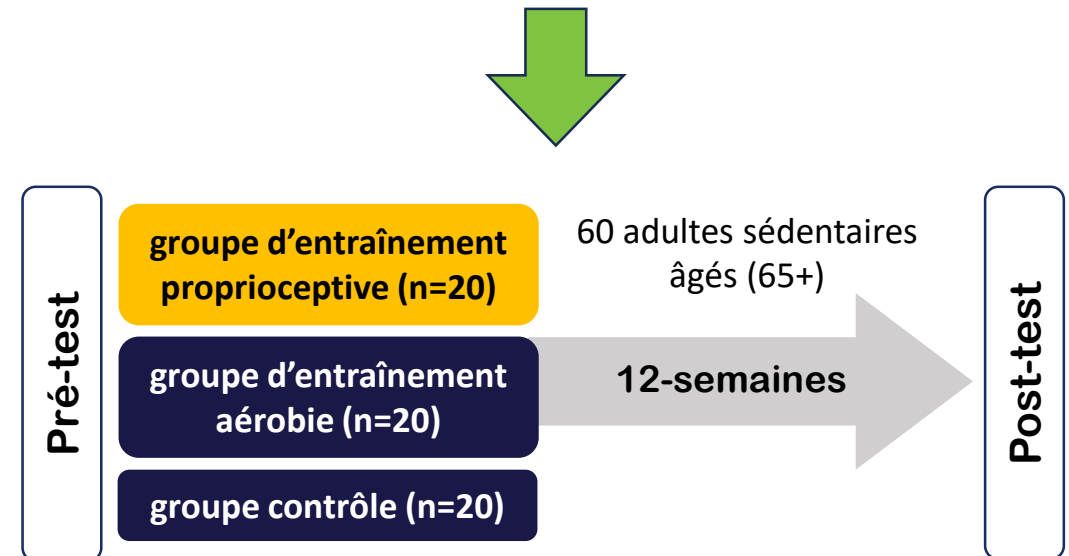 Pré-test
groupe d'entraînement
proprioceptive (n=20)
groupe d'entraînement
aérobie (n=20)
groupe contrôle (n=20)
60 adultes sédentaires
âgés (65+)
12-semaines
Post-test